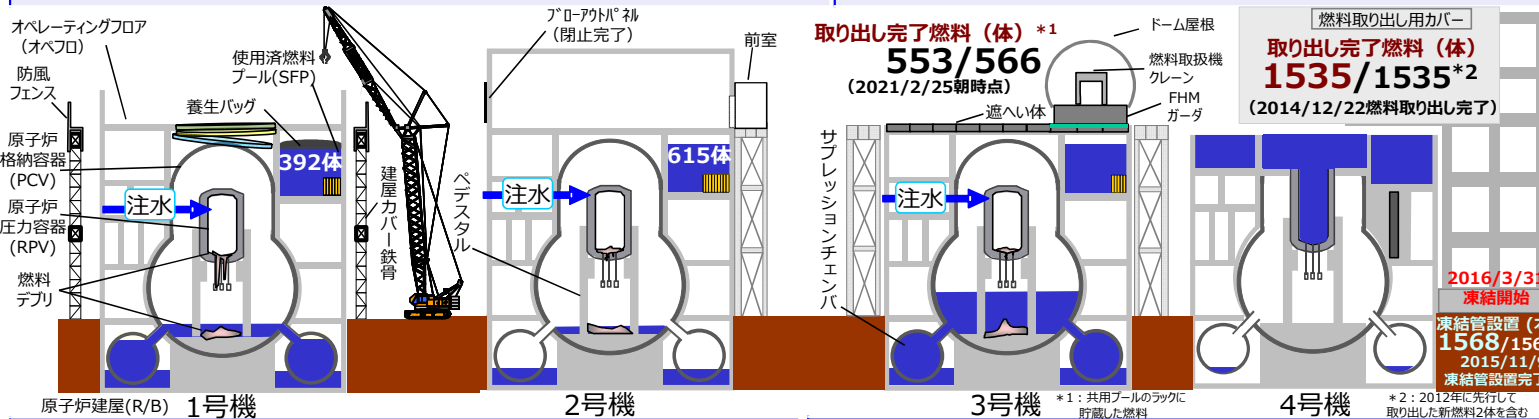 オペレーティングフロア
(オペフロ)
防風
フェンス
使用済燃料
プール(SFP)
養生バッグ
原子炉
格納容器
(PCV)
392体
注水
原子炉
圧力容器
(RPV)
燃料
デブリ
建屋カバー鉄骨
原子炉建屋(R/B)
1号機
ブローアウトパネル
(閉止完了)
前室
615体
注水
ペデスタル
2号機
取り出し完了燃料（体）*1
553/566
(2021/2/25朝時点)
ドーム屋根
燃料取扱機
クレーン
FHM
ガーダ
遮へい体
サプレッションチェンバ
注水
3号機
*1：共用プールのラックに
貯蔵した燃料
燃料取り出し用カバー
取り出し完了燃料（体）
1535/1535*2
(2014/12/22燃料取り出し完了)
4号機
*2：2012年に先行して
取り出した新燃料2体を含む
2016/3/31
凍結開始
凍結管設置
1568/156
2015/11/9
凍結管設置完了